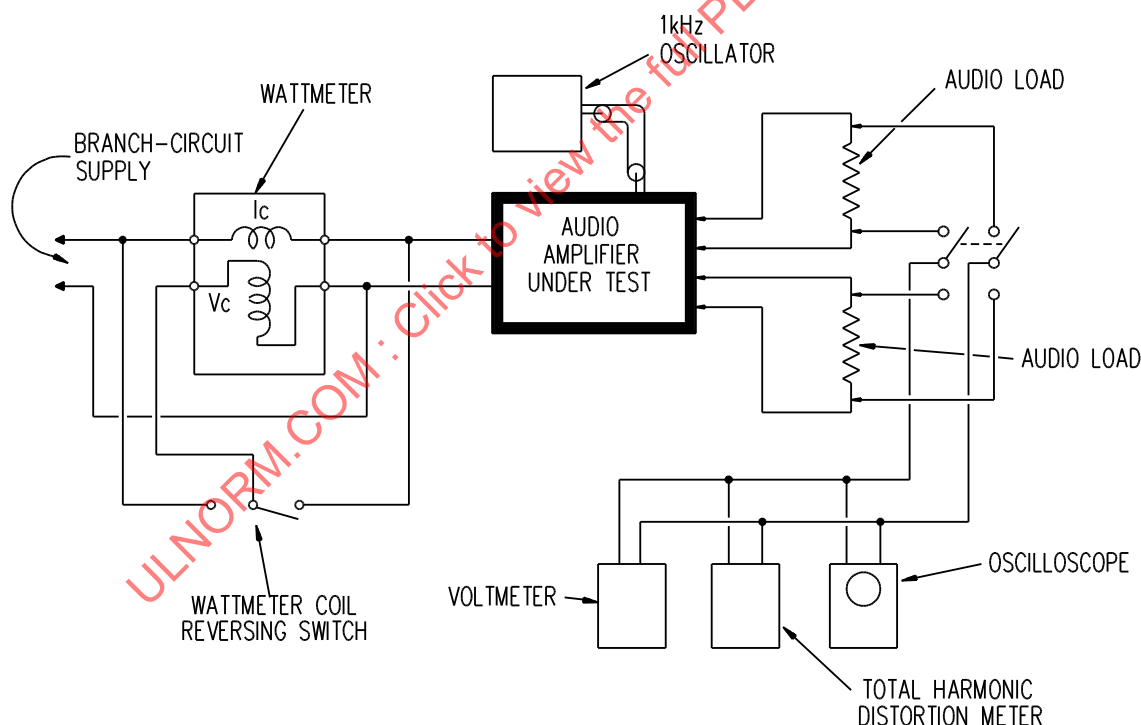 1kHz
OSCILLATOR
AUDIO LOAD
WATTMETER
BRANCH-CIRCUIT
SUPPLY
Ic
Vc
AUDIO
AMPLIFIER
UNDER TEST
AUDIO LOAD
ULNORM.COM : Click to view the full PD
WATTMETER COIL
REVERSING SWITCH
VOLTMETER
OSCILLOSCOPE
TOTAL HARMONIC
DISTORTION METER